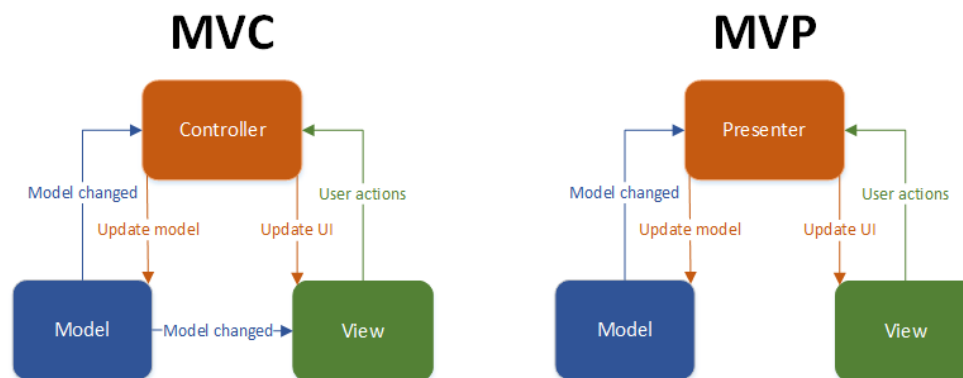 MVC
MVP
Controller
Presenter
Model changed
User actions
Model changed
User actions
Update model
Update UI
Update model
Update UI
Model
Model changed
View
Model
View